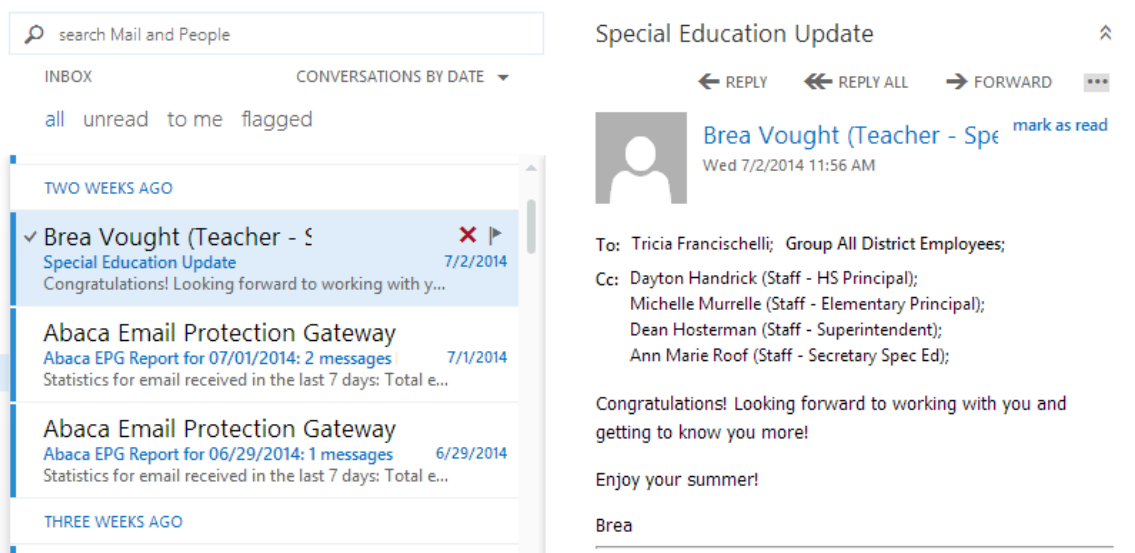 search Mail and People
INBOX
CONVERSATIONS BY DATE
all unread to me flagged
TWO WEEKS AGO
Brea Vought (Teacher - S
Special Education Update 7/2/2014
Congratulations! Looking forward to working with y...
Abaca Email Protection Gateway
Abaca EPG Report for 07/01/2014: 2 messages 7/1/2014
Statistics for email received in the last 7 days: Total e...
Abaca Email Protection Gateway
Abaca EPG Report for 06/29/2014: 1 messages 6/29/2014
Statistics for email received in the last 7 days: Total e...
THREE WEEKS AGO
Special Education Update
REPLY REPLY ALL FORWARD
Brea Vought (Teacher - Spe
mark as read
Wed 7/2/2014 11:56 AM
To: Tricia Francischelli; Group All District Employees;
Cc: Dayton Handrick (Staff - HS Principal);
Michelle Murrelle (Staff - Elementary Principal);
Dean Hosterman (Staff - Superintendent);
Ann Marie Roof (Staff - Secretary Spec Ed);
Congratulations! Looking forward to working with you and
getting to know you more!
Enjoy your summer!
Brea